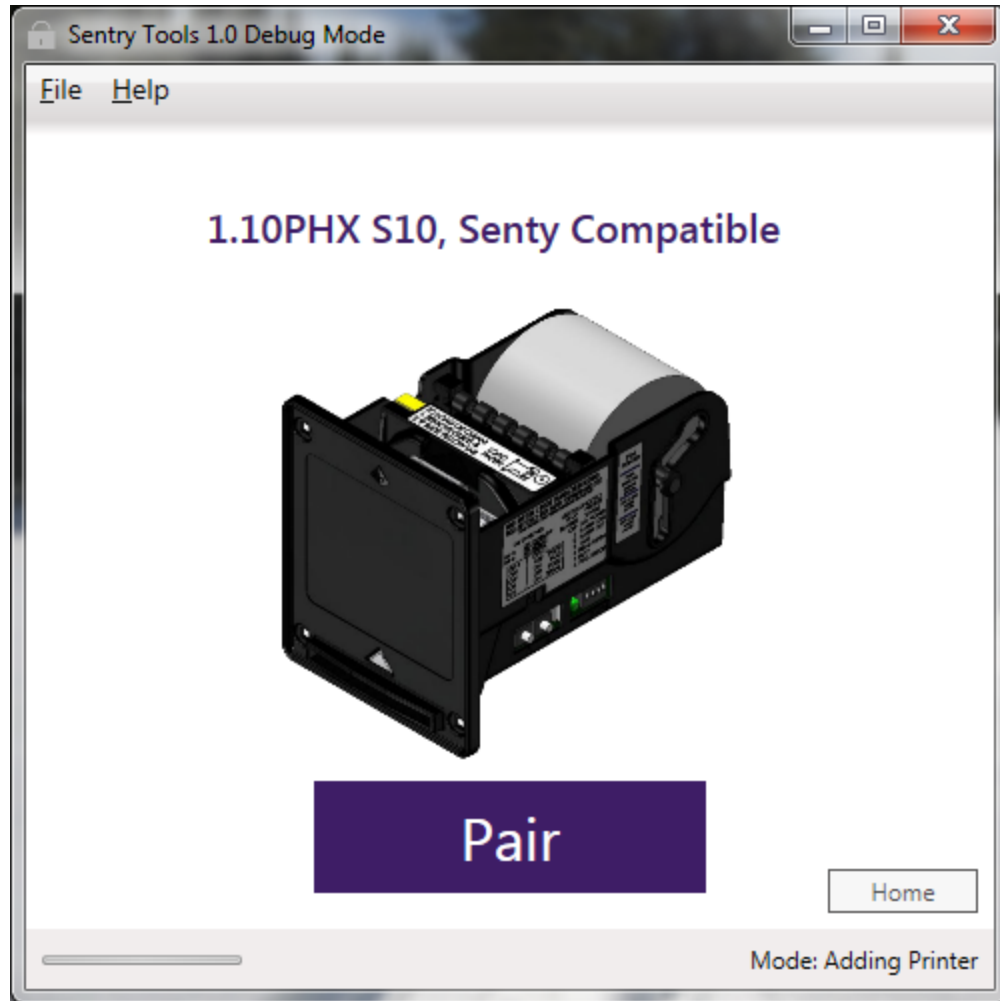 Sentry Tools 1.0 Debug Mode
File Help
1.10PHX S10, Senty Compatible
Pair
Home
Mode: Adding Printer